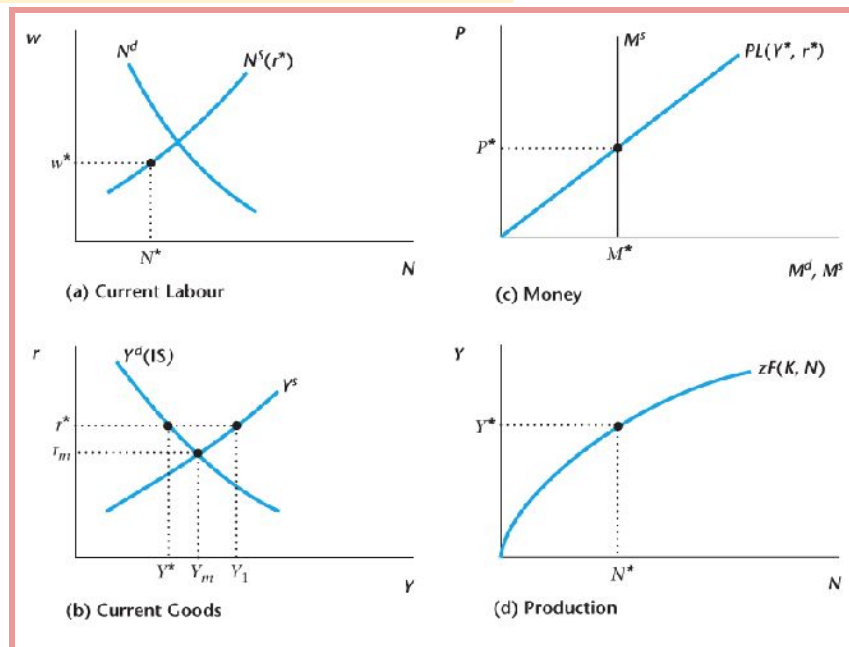 w
N^d
N^s(r*)
w*
N*
N
(a) Current Labour
P
M^s
PL(Y*, r*)
P*
M*
M^d, M^s
(c) Money
r
Y^d(IS)
Y^s
r*
r_m
Y*
Y_m
Y_1
Y
(b) Current Goods
Y
zF(K, N)
Y*
N*
N
(d) Production